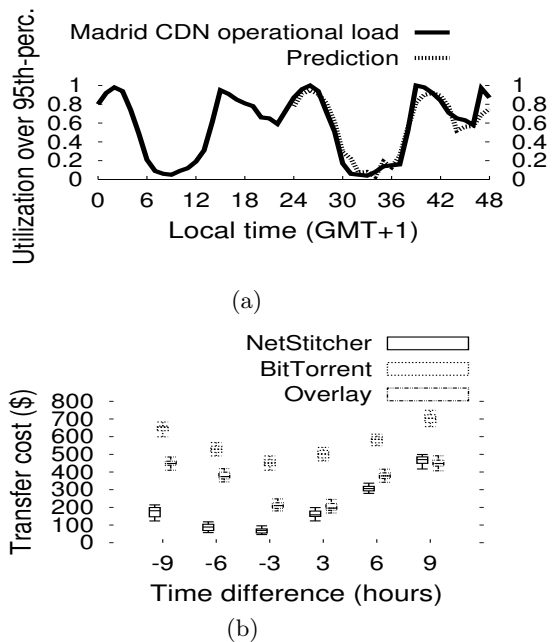 Madrid CDN operational load
Prediction
Utilization over 95th-perc.
1 1
0.8 0.8
0.6 0.6
0.4 0.4
0.2 0.2
0 0
0 6 12 18 24 30 36 42 48
Local time (GMT+1)
(a)
NetStitcher
BitTorrent
Overlay
Transfer cost ($)
800
700
600
500
400
300
200
100
0
-9 -6 -3 3 6 9
Time difference (hours)
(b)